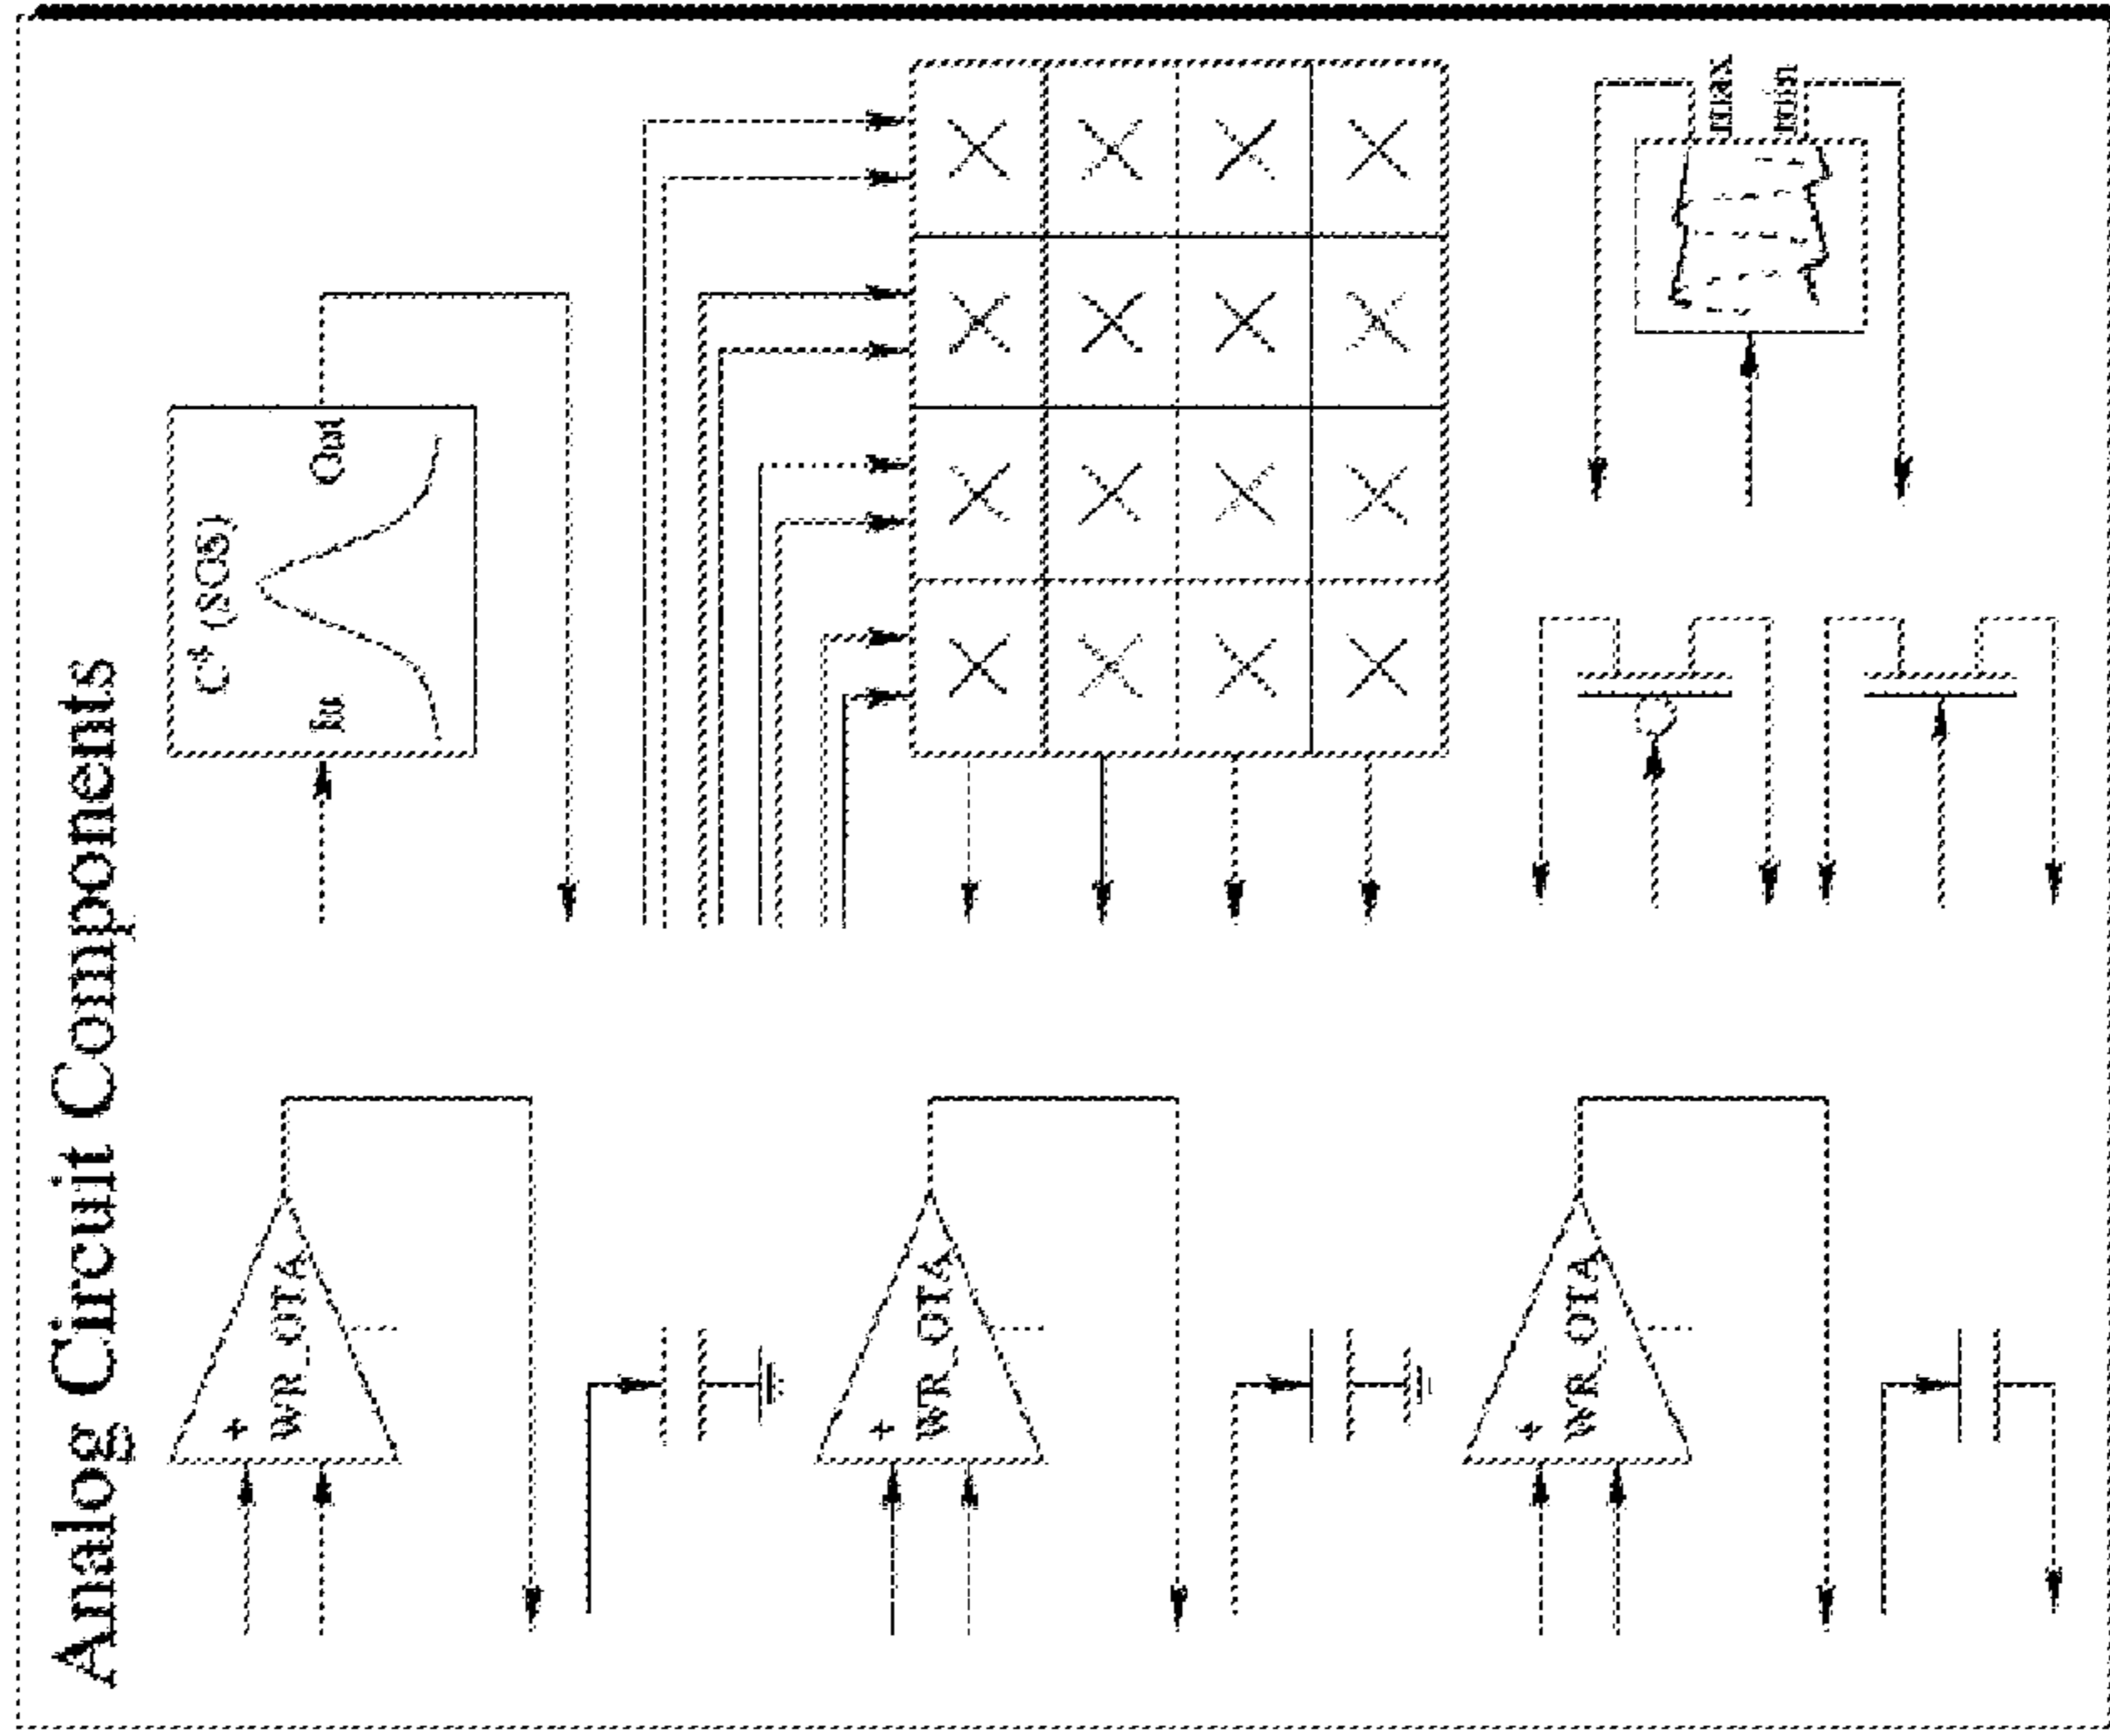 Analog Circuit Components
C⁴ (SOS)
In
Out
+
WR_OTA
+
WR_OTA
+
WR_OTA
max
min